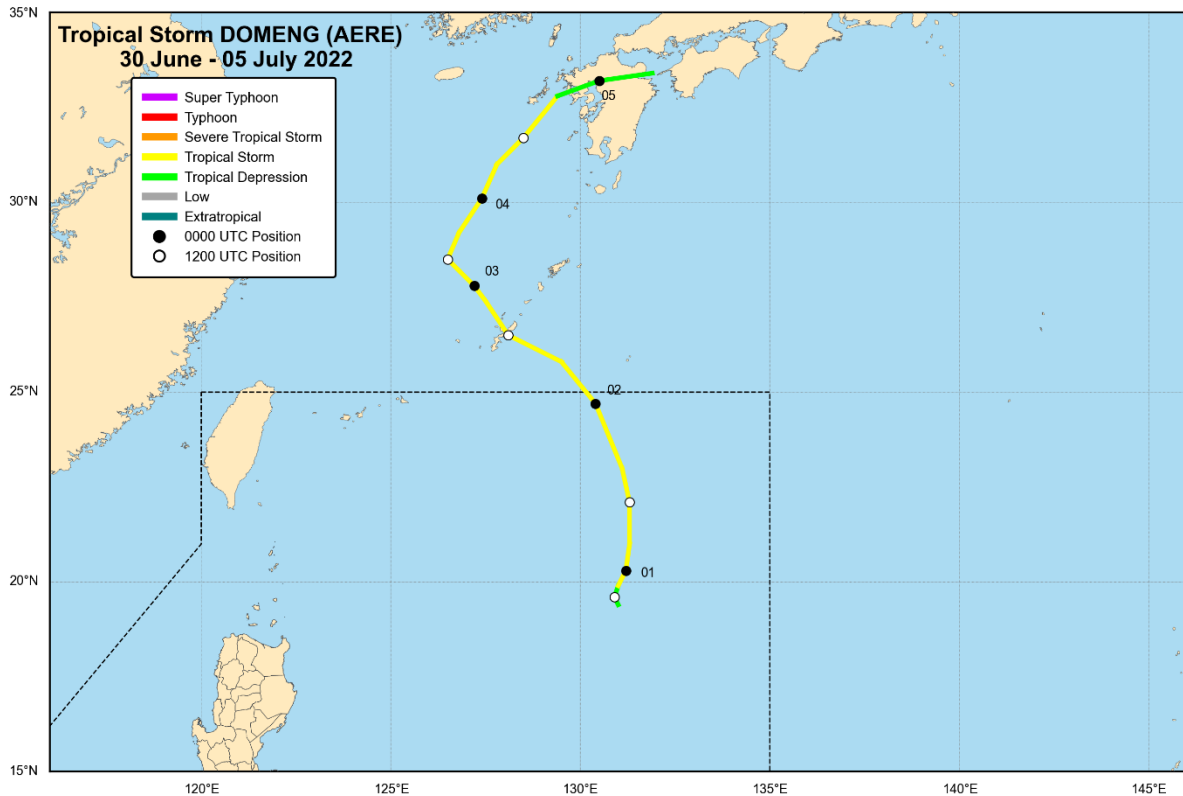 Tropical Storm DOMENG (AERE)
30 June - 05 July 2022
Super Typhoon
Typhoon
Severe Tropical Storm
Tropical Storm
Tropical Depression
Low
Extratropical
0000 UTC Position
1200 UTC Position
35°N
30°N
25°N
20°N
15°N
05
04
03
02
01
120°E
125°E
130°E
135°E
140°E
145°E